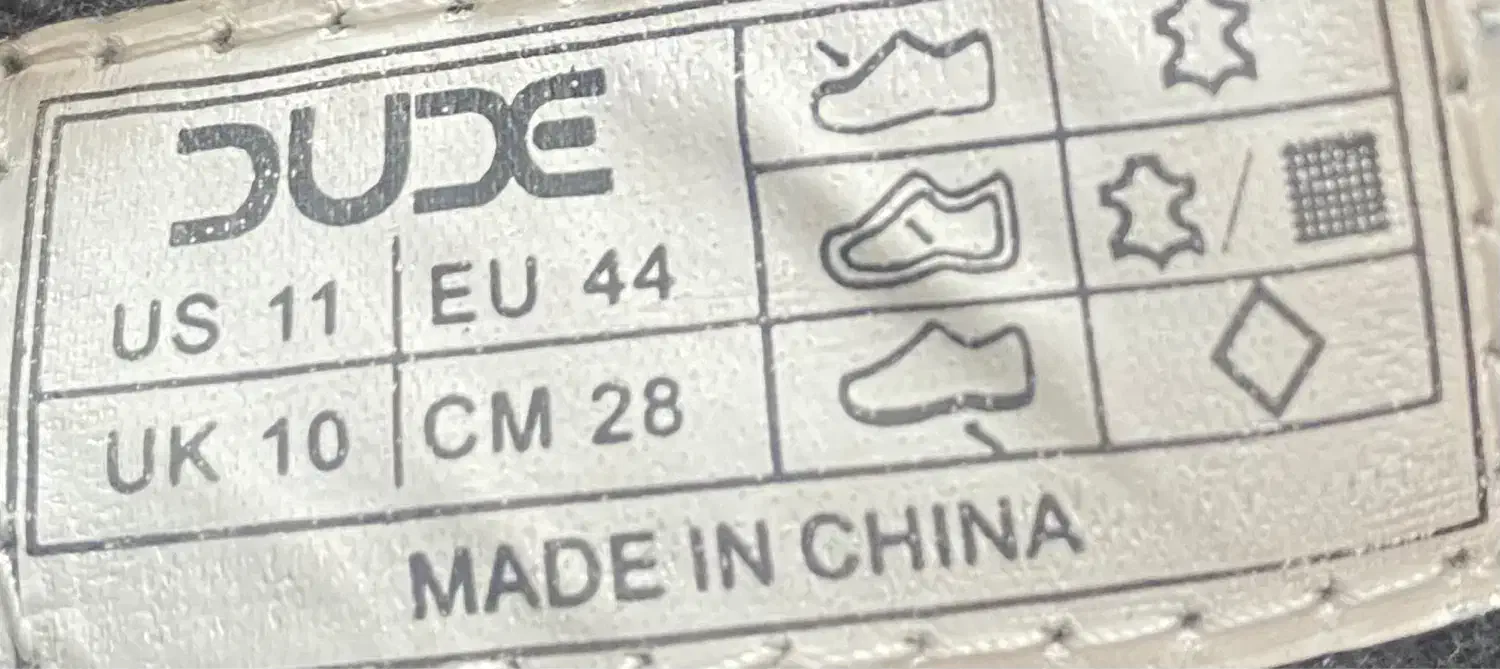 DUDE
US 11 | EU 44
UK 10 | CM 28
MADE IN CHINA